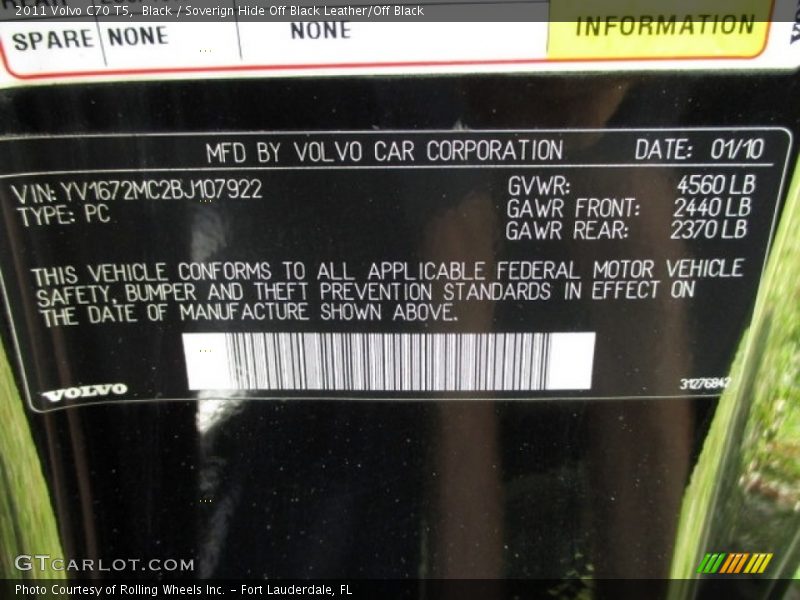 2011 Volvo C70 T5,  Black / Soverign Hide Off Black Leather/Off Black
SPARE NONE NONE INFORMATION
MFD BY VOLVO CAR CORPORATION DATE: 01/10
VIN: YV1672MC2BJ107922 GVWR: 4560 LB
TYPE: PC GAWR FRONT: 2440 LB
GAWR REAR: 2370 LB
THIS VEHICLE CONFORMS TO ALL APPLICABLE FEDERAL MOTOR VEHICLE
SAFETY, BUMPER AND THEFT PREVENTION STANDARDS IN EFFECT ON
THE DATE OF MANUFACTURE SHOWN ABOVE.
VOLVO 31276842
GTCARLOT.COM
Photo Courtesy of Rolling Wheels Inc. – Fort Lauderdale, FL